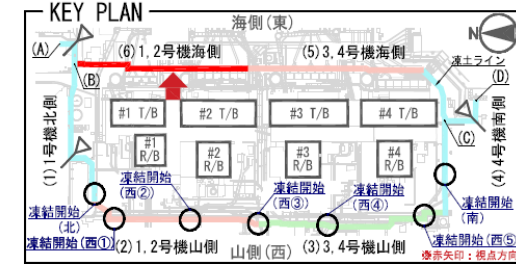 KEY PLAN
海側(東)
N
(A)
(6)1,2号機海側
(5)3,4号機海側
凍土ライン
(B)
(D)
#1 T/B
#2 T/B
#3 T/B
#4 T/B
(C)
#1
R/B
#2
R/B
#3
R/B
#4
R/B
(1)1号機北側
(4)4号機南側
凍結開始
(西②)
凍結開始
(西③)
凍結開始
(西④)
凍結開始
(北)
凍結開始
(南)
凍結開始(西①)
(2)1,2号機山側
山側(西)
(3)3,4号機山側
凍結開始(西⑤)
※赤矢印:視点方向